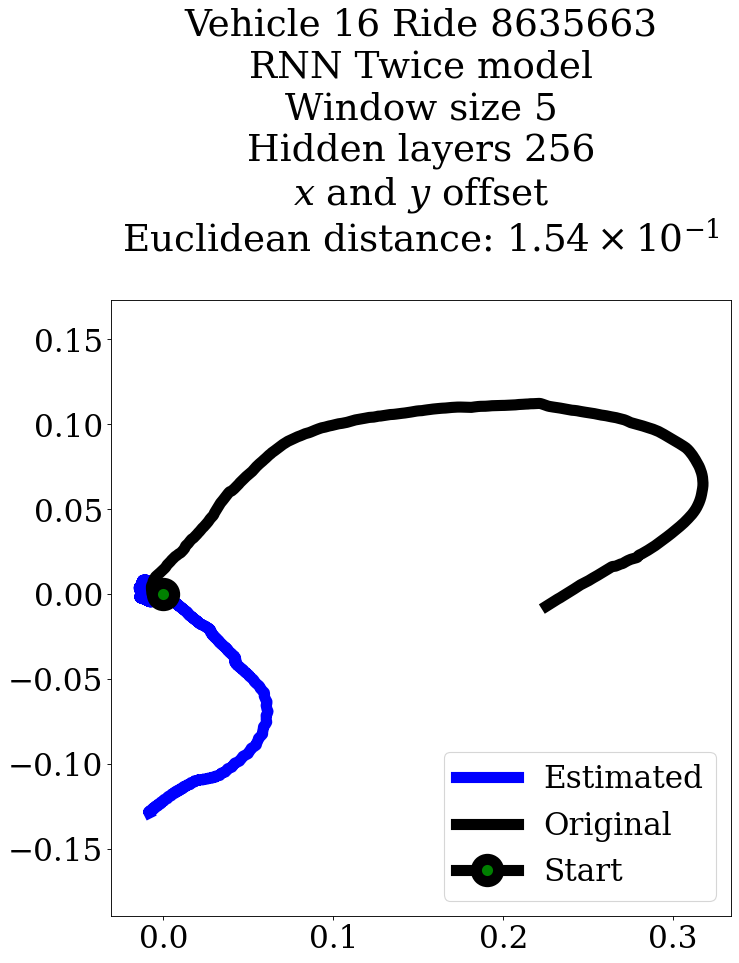 Vehicle 16 Ride 8635663
RNN Twice model
Window size 5
Hidden layers 256
x and y offset
Euclidean distance: 1.54 × 10⁻¹
0.15
0.10
0.05
0.00
−0.05
−0.10
−0.15
Estimated
Original
Start
0.0 0.1 0.2 0.3